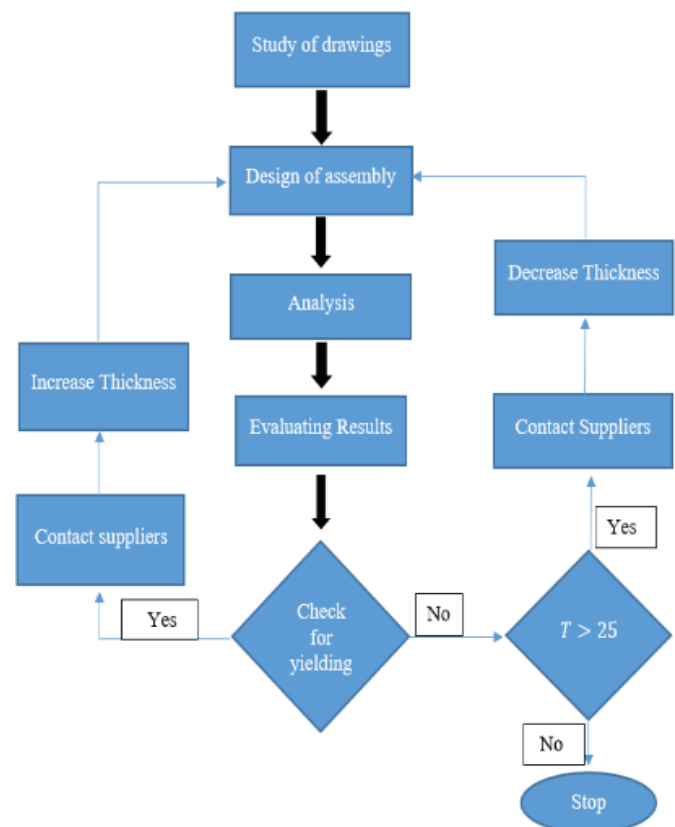 Study of drawings
Design of assembly
Decrease Thickness
Analysis
Increase Thickness
Evaluating Results
Contact Suppliers
Contact suppliers
Yes
Yes
Check
for
yielding
No
T > 25
No
Stop